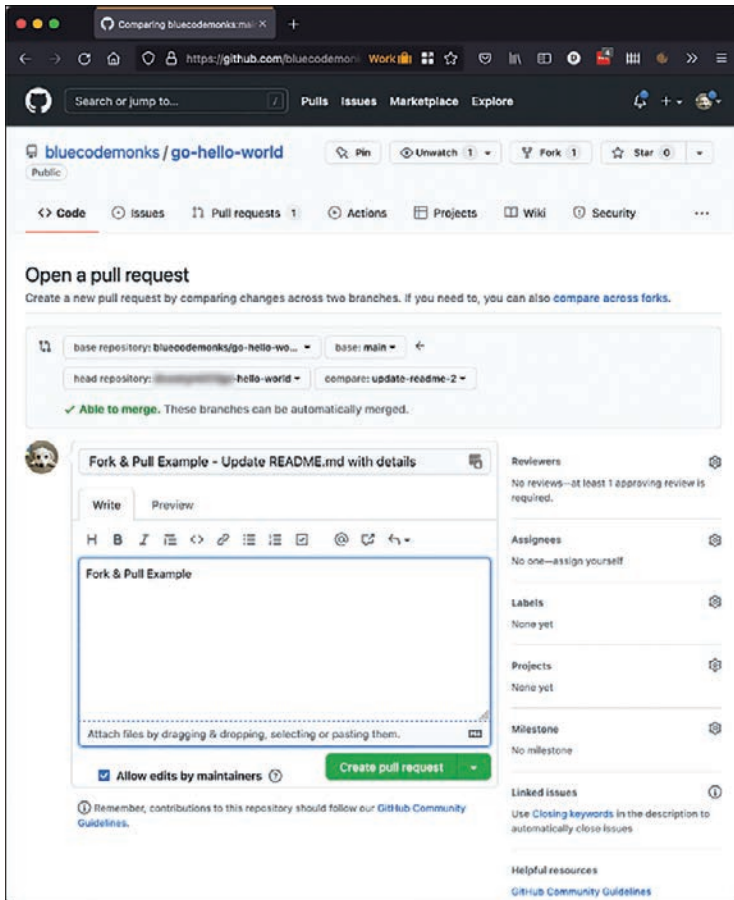 Comparing bluecodemonks:mai
https://github.com/bluecodemon Work
4
Search or jump to... / Pulls Issues Marketplace Explore
bluecodemonks / go-hello-world Pin Unwatch 1 Fork 1 Star 0
Public
<> Code Issues Pull requests 1 Actions Projects Wiki Security ...
Open a pull request
Create a new pull request by comparing changes across two branches. If you need to, you can also compare across forks.
base repository: bluecodemonks/go-hello-wo... base: main ←
head repository: -hello-world compare: update-readme-2
✓ Able to merge. These branches can be automatically merged.
Fork & Pull Example - Update README.md with details
Write Preview
H B I <> @
Fork & Pull Example
Attach files by dragging & dropping, selecting or pasting them.
Allow edits by maintainers ?
Create pull request
Remember, contributions to this repository should follow our GitHub Community
Guidelines.
Reviewers
No reviews—at least 1 approving review is
required.
Assignees
No one—assign yourself
Labels
None yet
Projects
None yet
Milestone
No milestone
Linked issues
Use Closing keywords in the description to
automatically close issues
Helpful resources
GitHub Community Guidelines